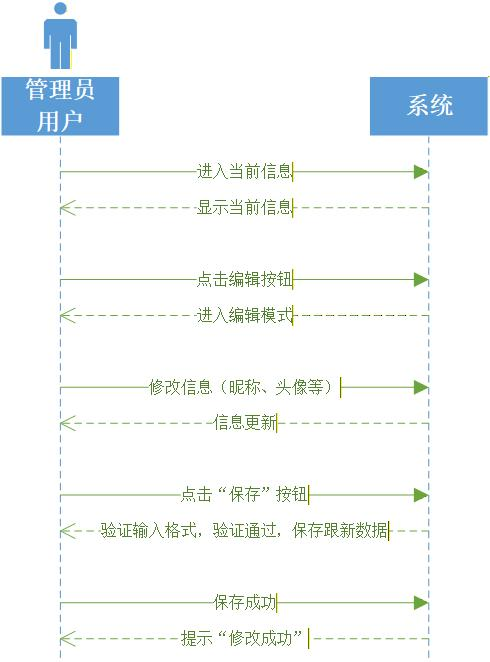 管理员
用户
系统
进入当前信息
显示当前信息
点击编辑按钮
进入编辑模式
修改信息（昵称、头像等）
信息更新
点击“保存”按钮
验证输入格式，验证通过，保存跟新数据
保存成功
提示“修改成功”